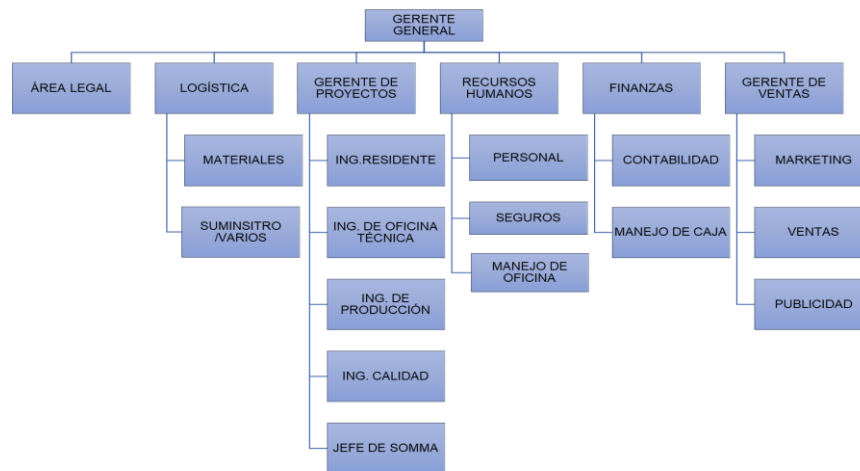 GERENTE
GENERAL
ÁREA LEGAL
LOGÍSTICA
GERENTE DE
PROYECTOS
RECURSOS
HUMANOS
FINANZAS
GERENTE DE
VENTAS
MATERIALES
SUMINSITRO
/VARIOS
ING.RESIDENTE
ING. DE OFICINA
TÉCNICA
ING. DE
PRODUCCIÓN
ING. CALIDAD
JEFE DE SOMMA
PERSONAL
SEGUROS
MANEJO DE
OFICINA
CONTABILIDAD
MANEJO DE CAJA
MARKETING
VENTAS
PUBLICIDAD